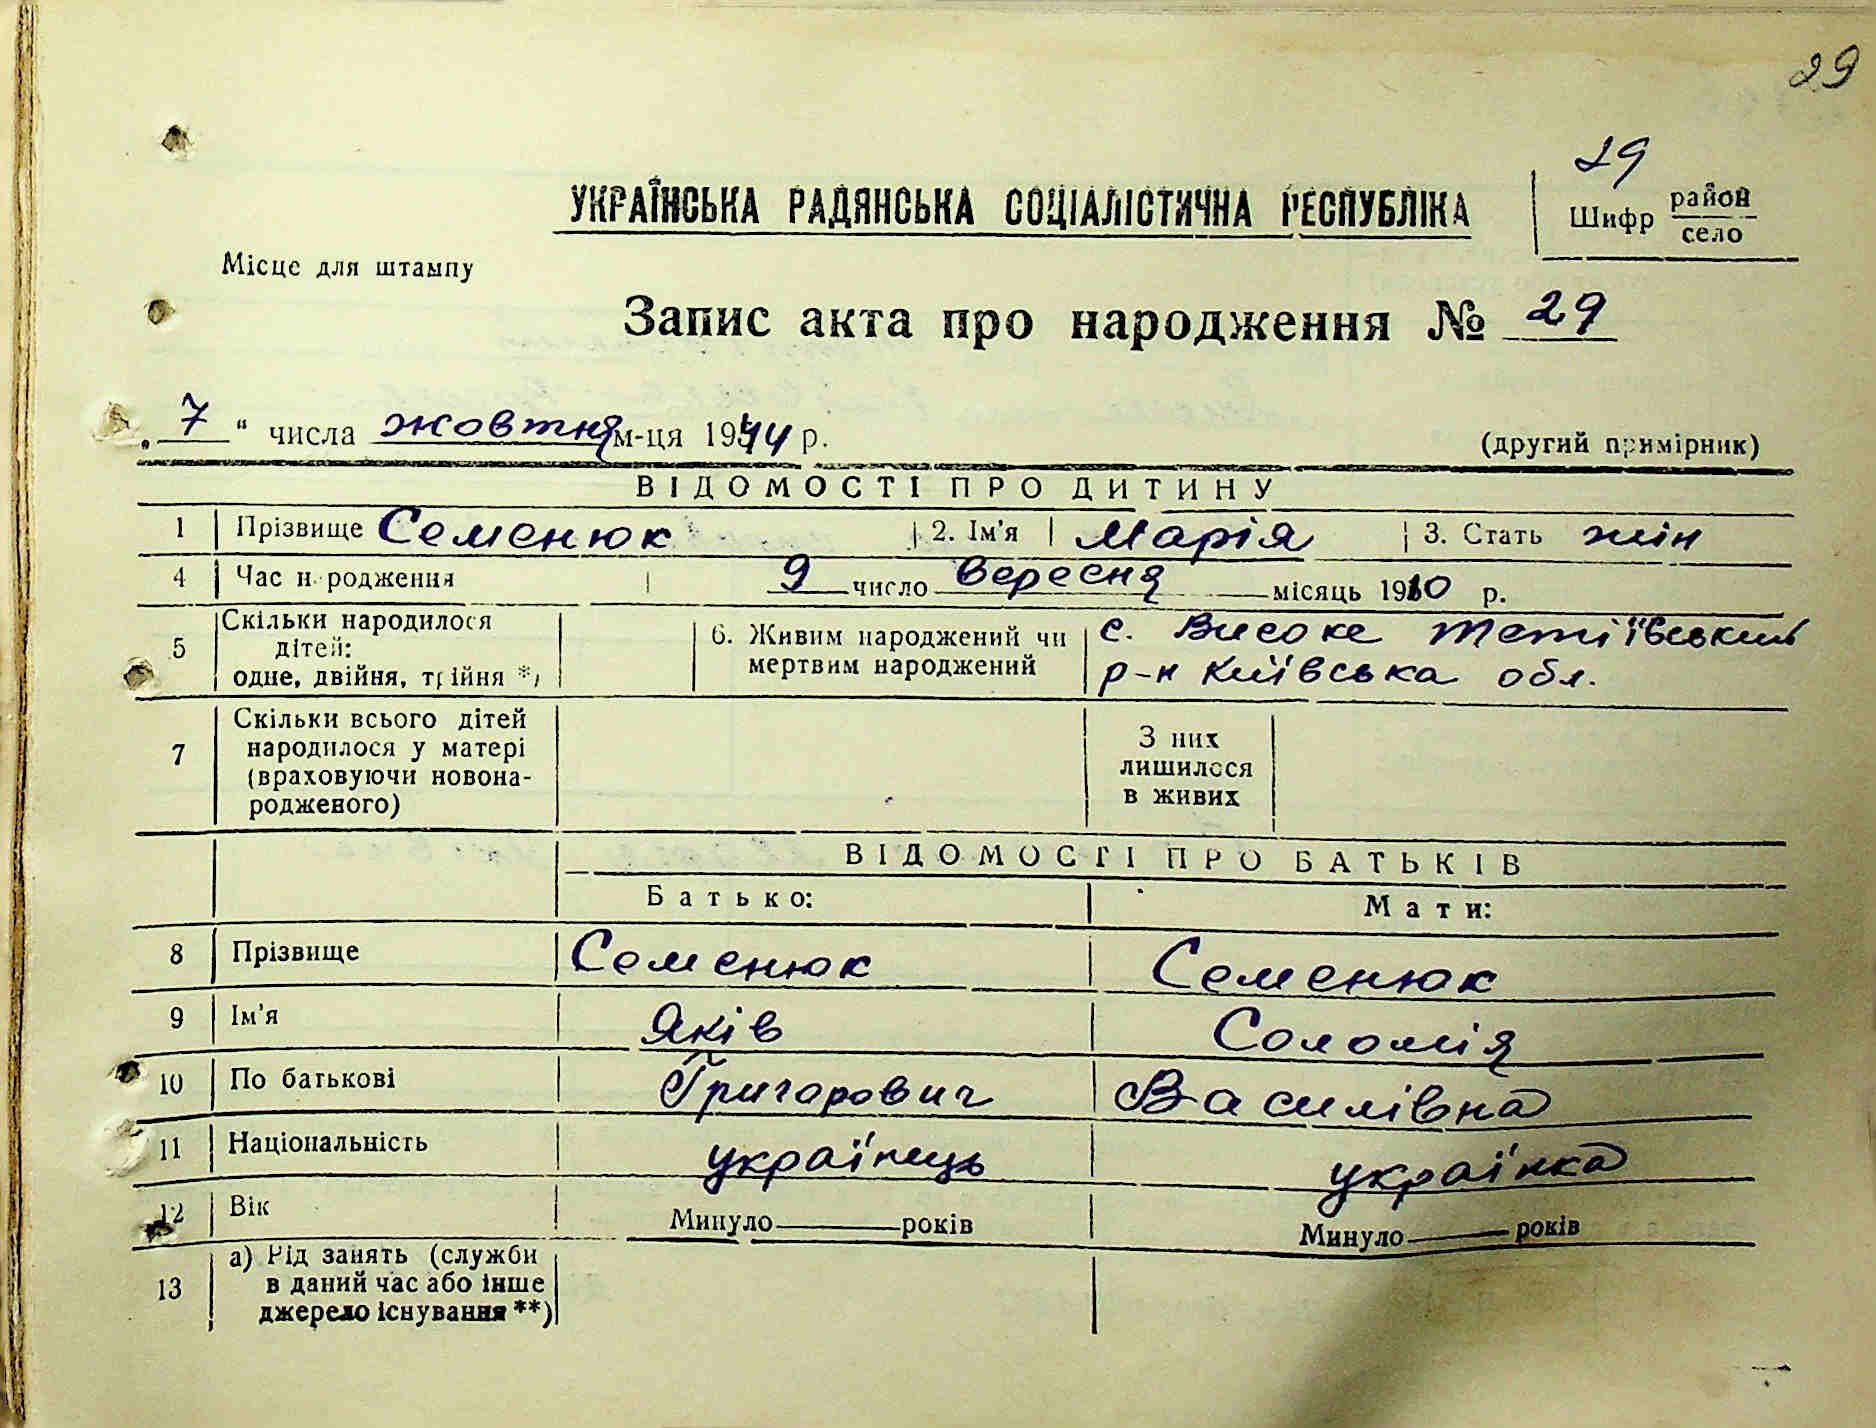 29
29
УКРАЇНСЬКА РАДЯНСЬКА СОЦІАЛІСТИЧНА РЕСПУБЛІКА
Шифр район
село
Місце для штампу
Запис акта про народження № 29
„ 7 “ числа жовтня м-ця 1944 р.
(другий примірник)
ВІДОМОСТІ ПРО ДИТИНУ
1 Прізвище Семенюк 2. Ім'я Марія 3. Стать жін
4 Час народження 9 число вересня місяць 1910 р.
5 Скільки народилося дітей: одне, двійня, трійня *)
6. Живим народжений чи мертвим народжений
с. Високе Тетіївський
р-н Київська обл.
7 Скільки всього дітей народилося у матері (враховуючи новонародженого)
З них лишилося в живих
ВІДОМОСТІ ПРО БАТЬКІВ
Батько: Мати:
8 Прізвище Семенюк Семенюк
9 Ім'я Яків Соломія
10 По батькові Григорович Василівна
11 Національність українець українка
12 Вік Минуло років Минуло років
13 а) Рід занять (служби
в даний час або інше
джерело існування **)